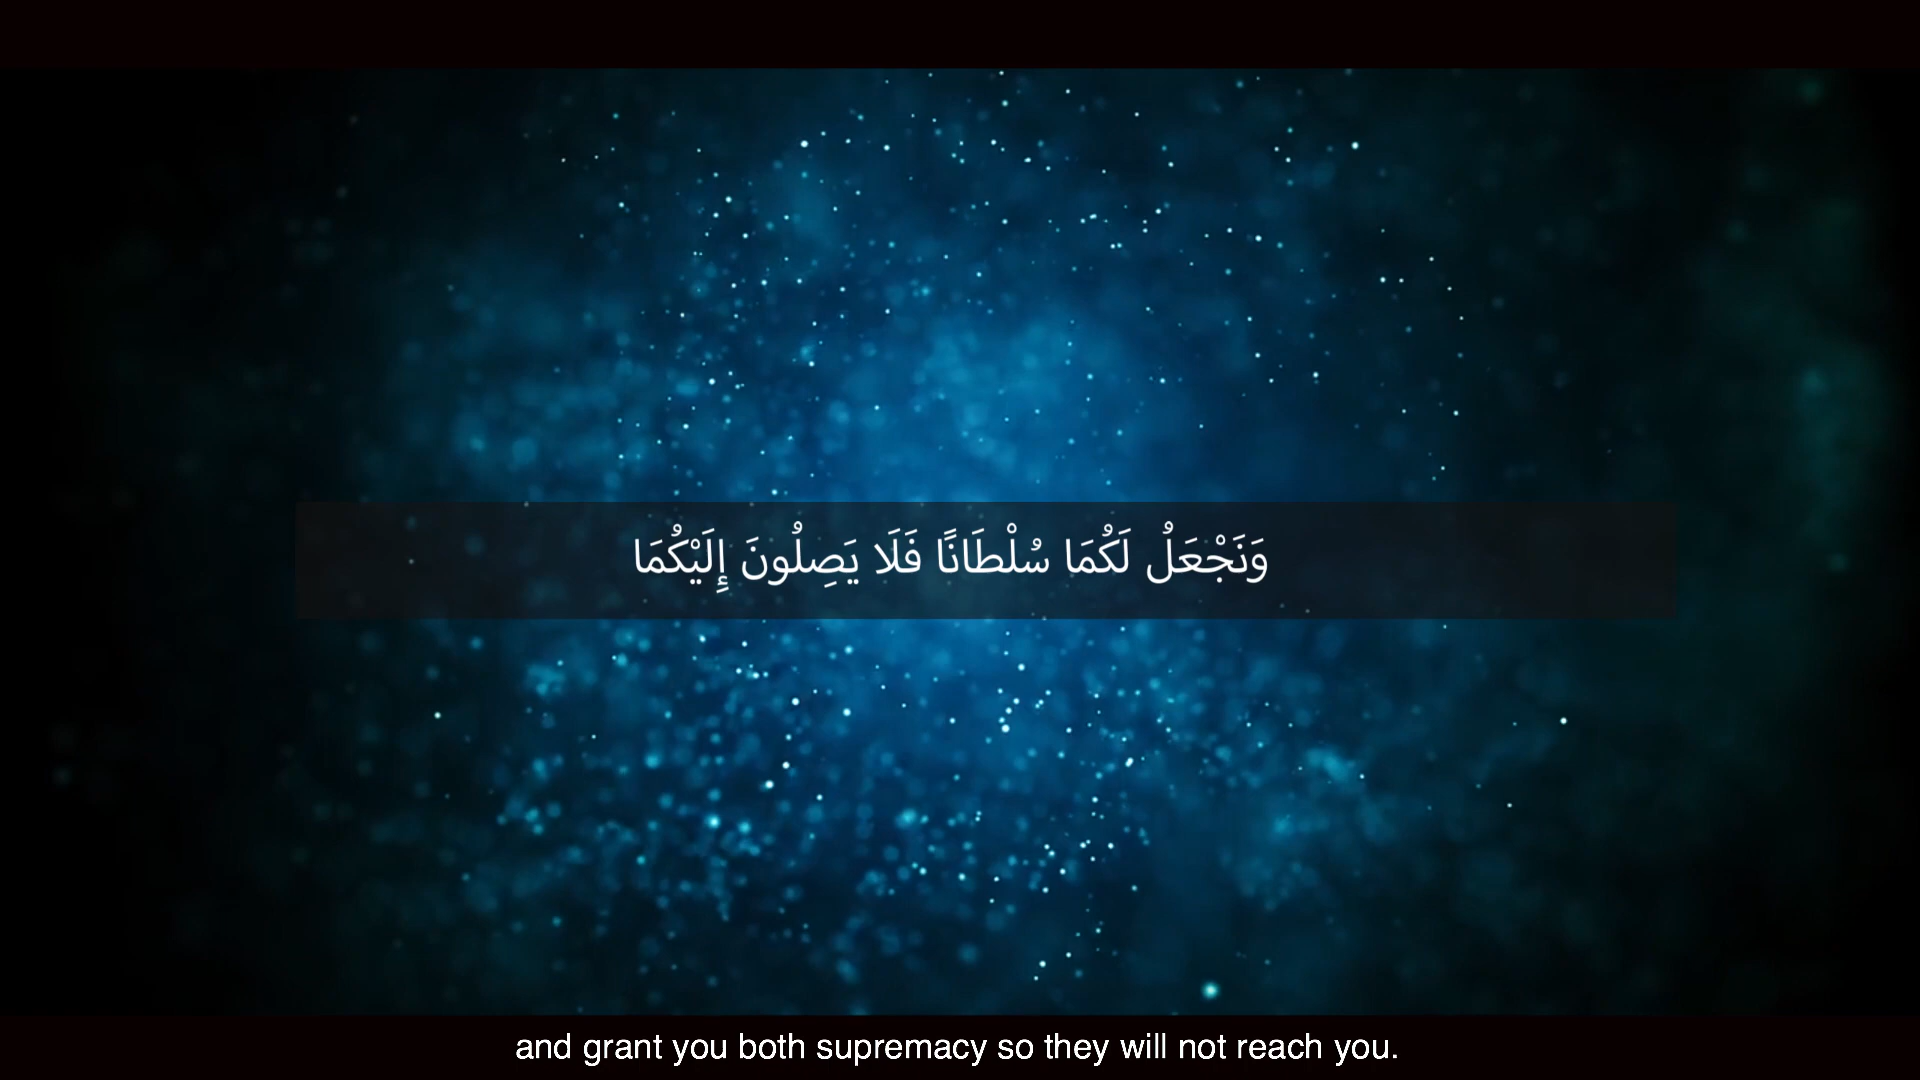 وَنَجْعَلُ لَكُمَا سُلْطَانًا فَلَا يَصِلُونَ إِلَيْكُمَا
and grant you both supremacy so they will not reach you.